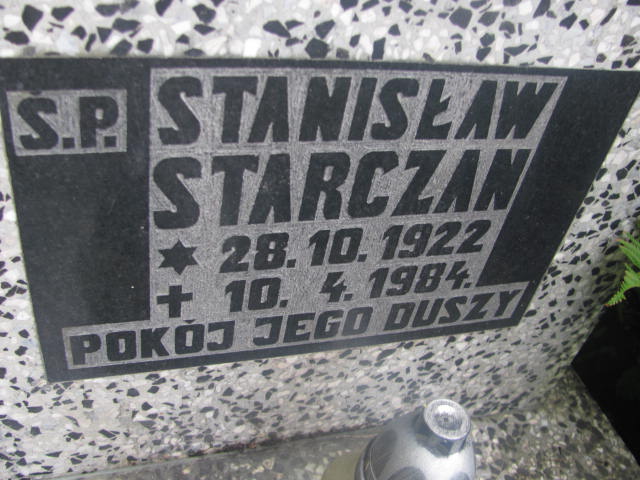 Ś.P. STANISŁAW
STARCZAN
28.10.1922
10. 4. 1984.
POKÓJ JEGO DUSZY